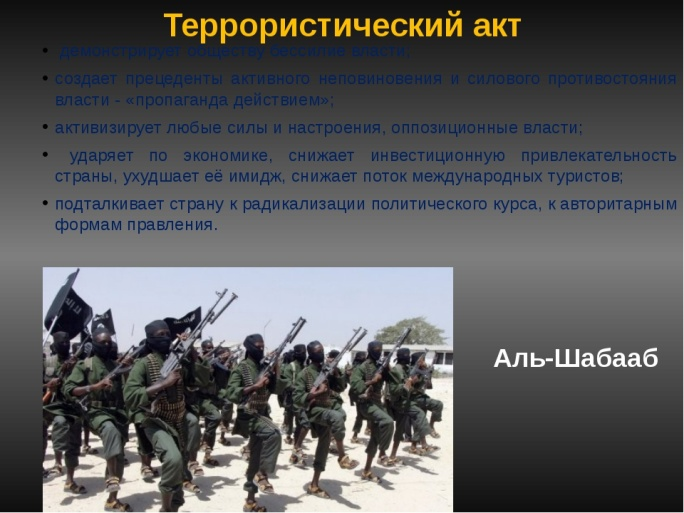 Террористический акт
• демонстрирует обществу бессилие власти;
• создает прецеденты активного неповиновения и силового противостояния
власти - «пропаганда действием»;
• активизирует любые силы и настроения, оппозиционные власти;
• ударяет по экономике, снижает инвестиционную привлекательность
страны, ухудшает её имидж, снижает поток международных туристов;
• подталкивает страну к радикализации политического курса, к авторитарным
формам правления.
Аль-Шабааб